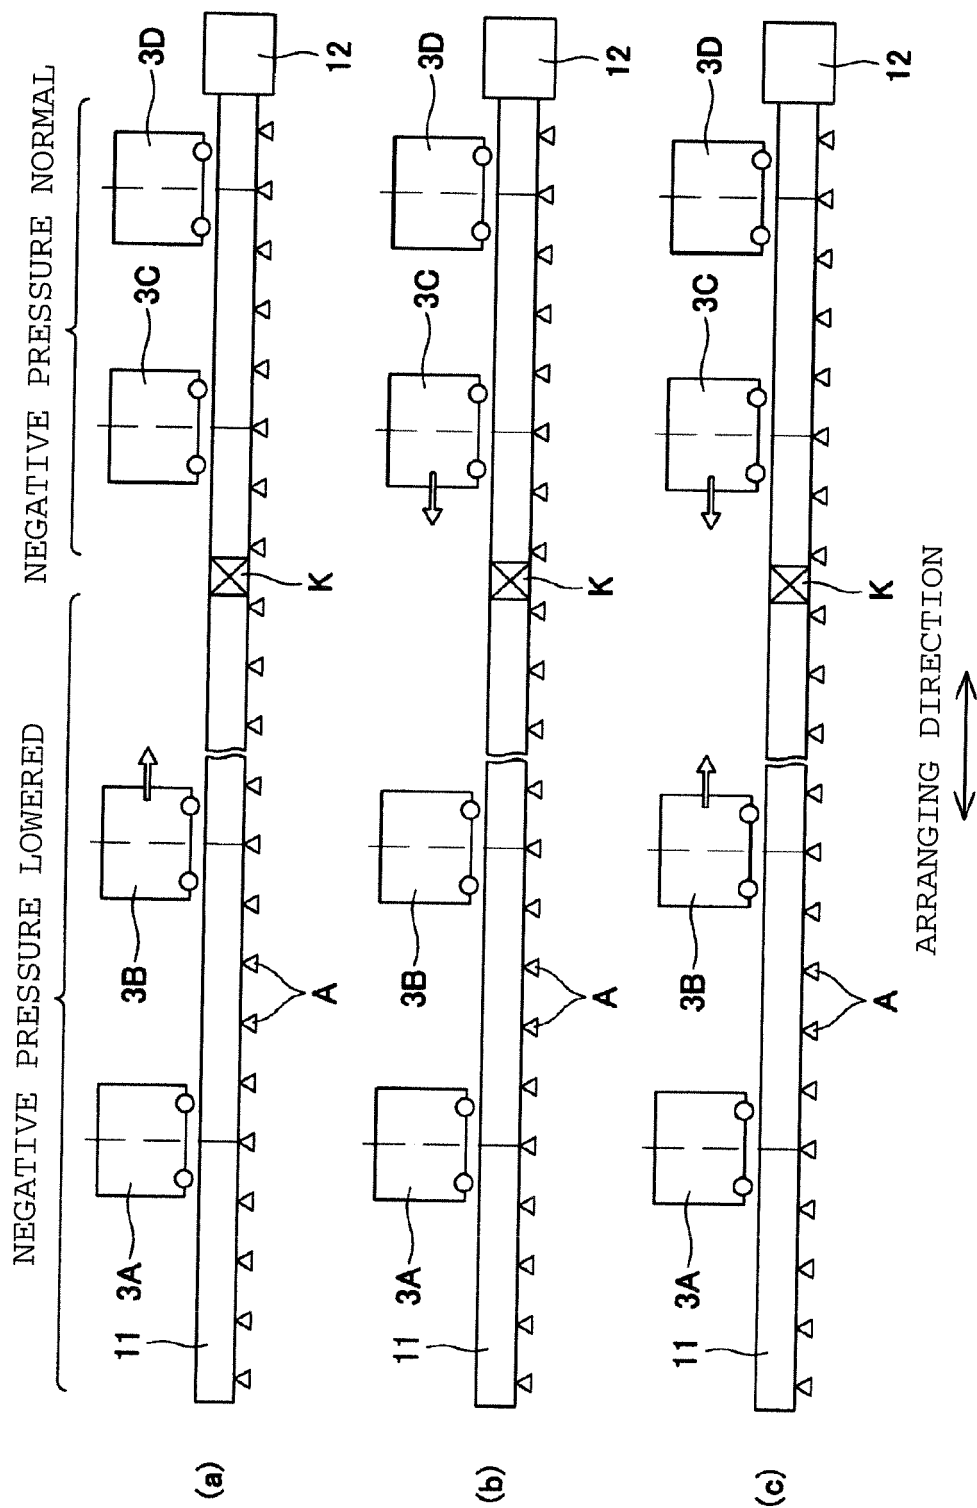 NEGATIVE PRESSURE LOWERED
NEGATIVE PRESSURE NORMAL
(a)
11
3A
3B
3C
3D
A
K
12
(b)
11
3A
3B
3C
3D
A
K
12
(c)
11
3A
3B
3C
3D
A
K
12
ARRANGING DIRECTION